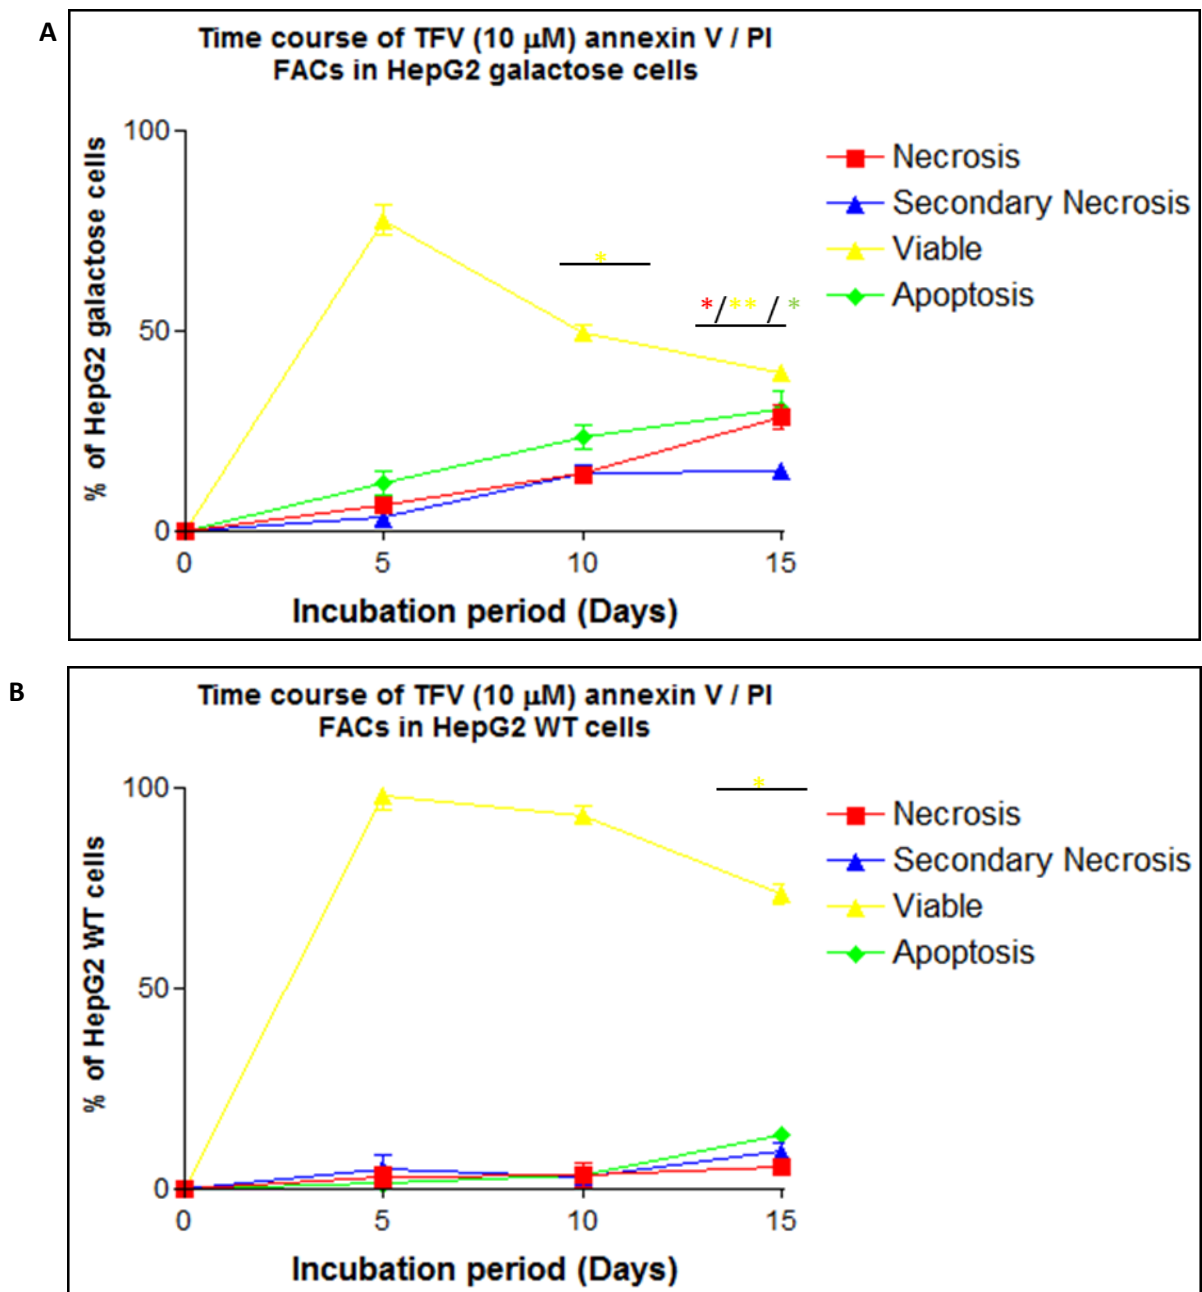 A
Time course of TFV (10 μM) annexin V / PI
FACs in HepG2 galactose cells
% of HepG2 galactose cells
100
50
0
0 5 10 15
Incubation period (Days)
*
*/** / *
Necrosis
Secondary Necrosis
Viable
Apoptosis
B
Time course of TFV (10 μM) annexin V / PI
FACs in HepG2 WT cells
% of HepG2 WT cells
100
50
0
0 5 10 15
Incubation period (Days)
*
Necrosis
Secondary Necrosis
Viable
Apoptosis